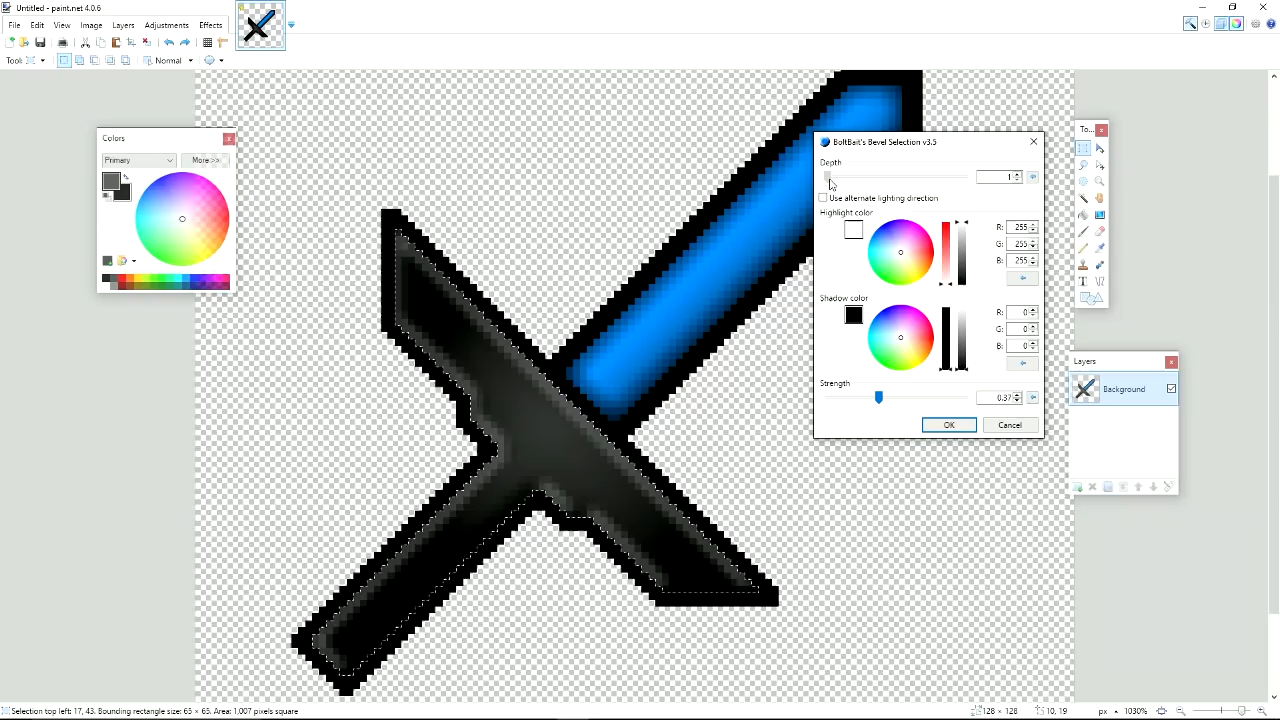 Untitled - paint.net 4.0.6
File Edit View Image Layers Adjustments Effects
Tool: Normal
Colors
Primary More >>
To...
BoltBait's Bevel Selection v3.5
Depth
1
Use alternate lighting direction
Highlight color
R: 255
G: 255
B: 255
Shadow color
R: 0
G: 0
B: 0
Strength
0.37
OK Cancel
Layers
Background
Selection top left: 17, 43. Bounding rectangle size: 65 × 65. Area: 1,007 pixels square 128 × 128 10, 19 px 1030%